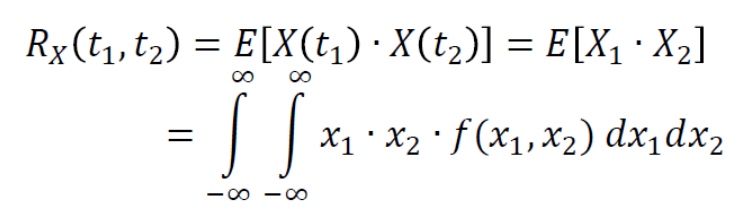 R_X(t_1, t_2) = E[X(t_1) · X(t_2)] = E[X_1 · X_2]
= ∫_{-∞}^{∞} ∫_{-∞}^{∞} x_1 · x_2 · f(x_1, x_2) dx_1 dx_2